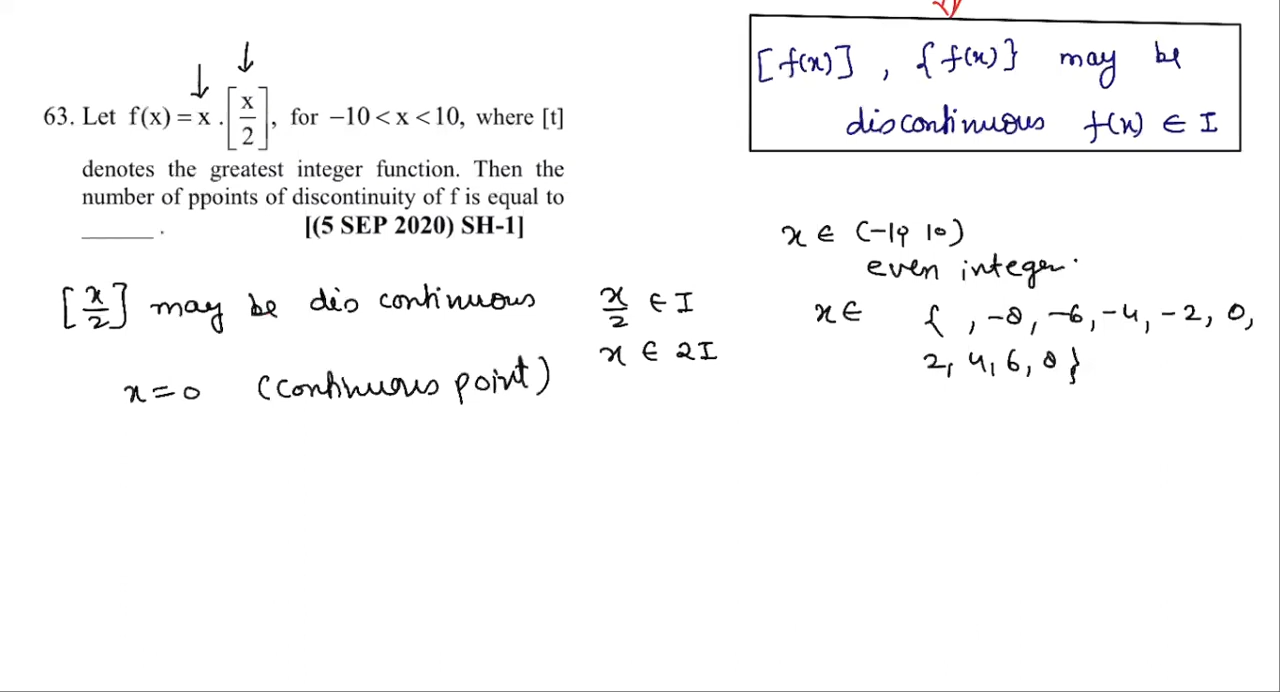 [f(x)] , {f(x)} may be
discontinuous f(x) ∈ I
63. Let f(x) = x . [x/2], for −10 < x < 10, where [t]
denotes the greatest integer function. Then the
number of ppoints of discontinuity of f is equal to
_______ . [(5 SEP 2020) SH-1]
x ∈ (-10, 10)
even integer.
[x/2] may be dis continuous x/2 ∈ I
x ∈ 2I
x ∈ { , -8, -6, -4, -2, 0,
2, 4, 6, 8 }
x = 0 (continuous point)